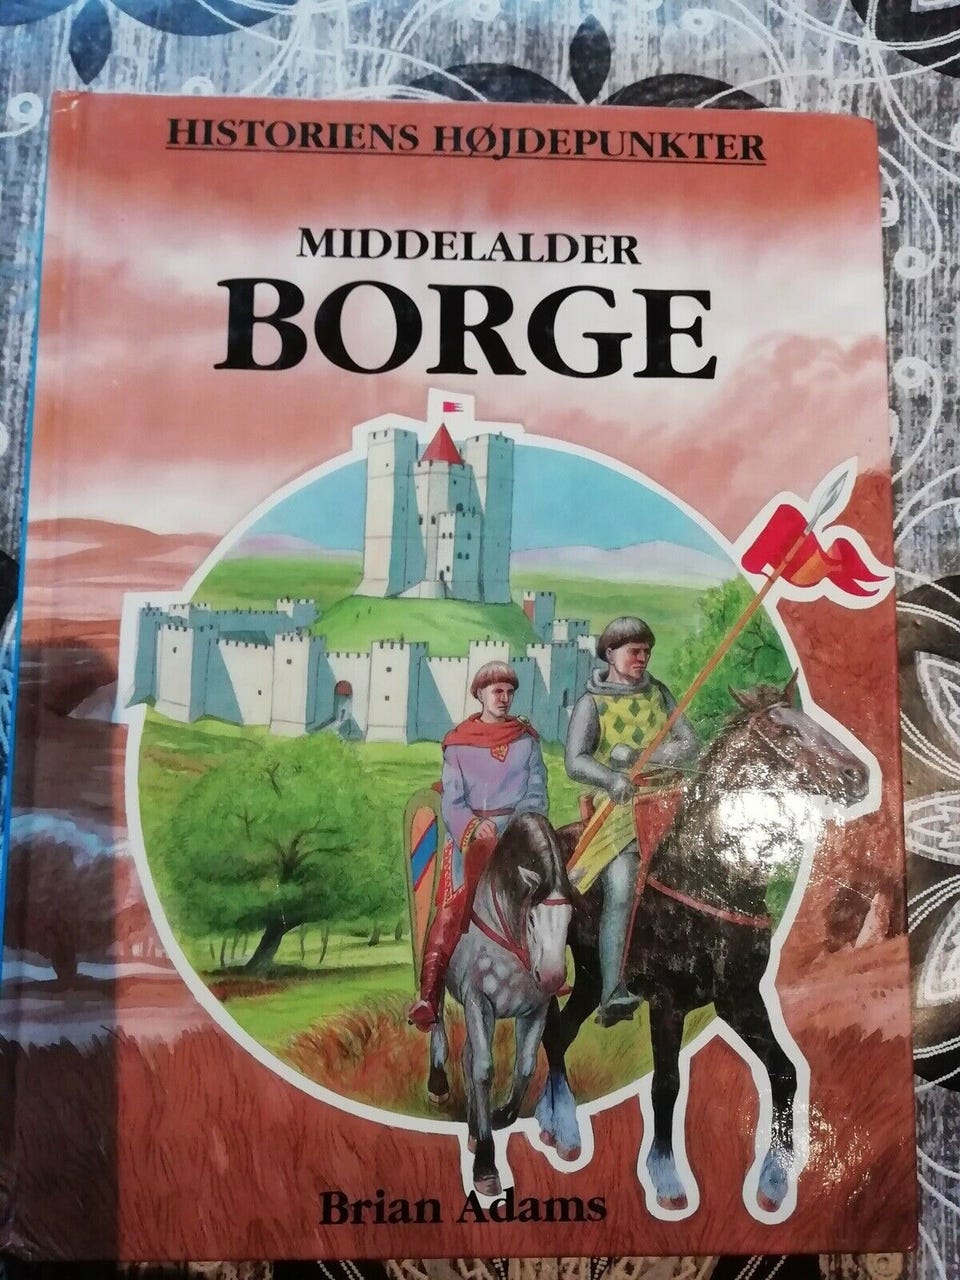 HISTORIENS HØJDEPUNKTER
MIDDELALDER
BORGE
Brian Adams